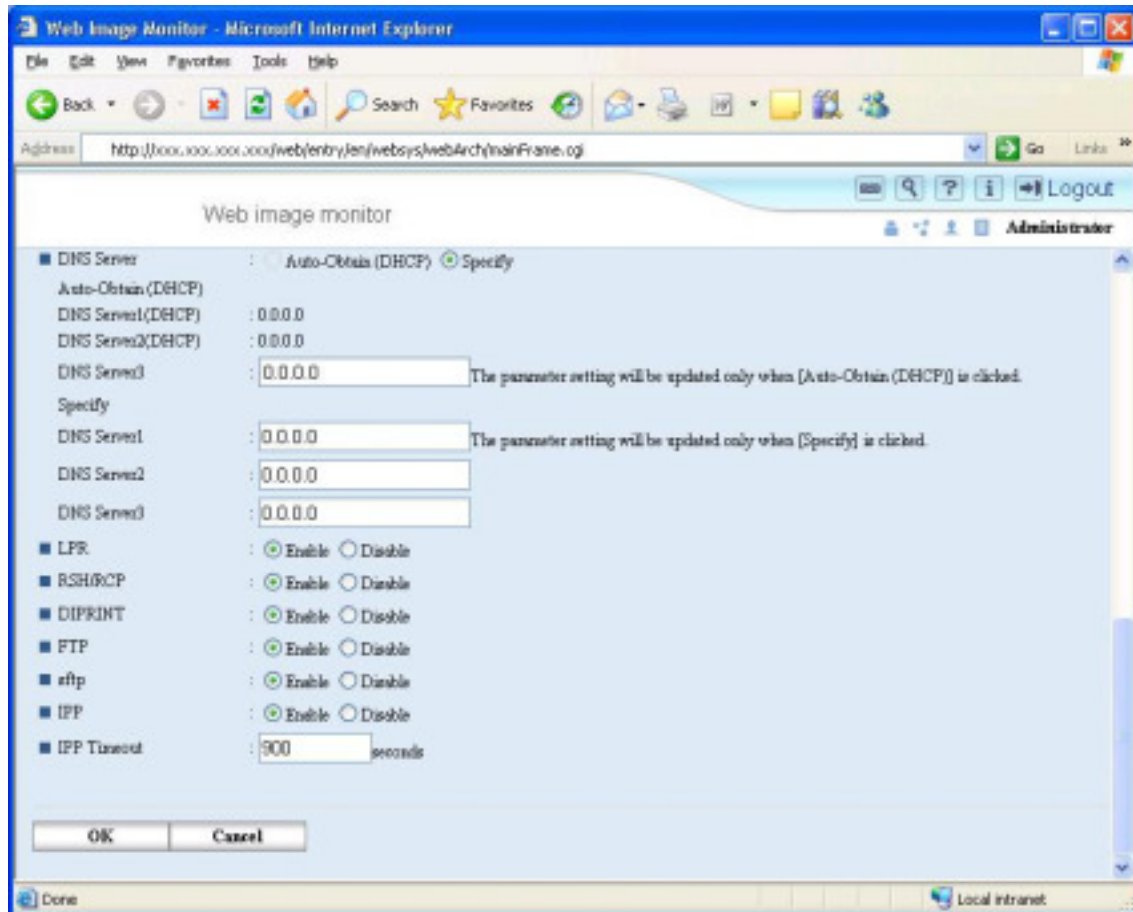 Web Image Monitor - Microsoft Internet Explorer
File Edit View Favorites Tools Help
Back Search Favorites
Address http://xxx.xxx.xxx.xxx/web/entry/en/websys/webArch/mainFrame.cgi Go Links »
? i Logout
Web image monitor
Administrator
DNS Server : Auto-Obtain (DHCP) Specify
Auto-Obtain (DHCP)
DNS Server1(DHCP) : 0.0.0.0
DNS Server2(DHCP) : 0.0.0.0
DNS Server3 : 0.0.0.0 The parameter setting will be updated only when [Auto-Obtain (DHCP)] is clicked.
Specify
DNS Server1 : 0.0.0.0 The parameter setting will be updated only when [Specify] is clicked.
DNS Server2 : 0.0.0.0
DNS Server3 : 0.0.0.0
LPR : Enable Disable
RSH/RCP : Enable Disable
DIPRINT : Enable Disable
FTP : Enable Disable
sftp : Enable Disable
IPP : Enable Disable
IPP Timeout : 900 seconds
OK Cancel
Done Local intranet